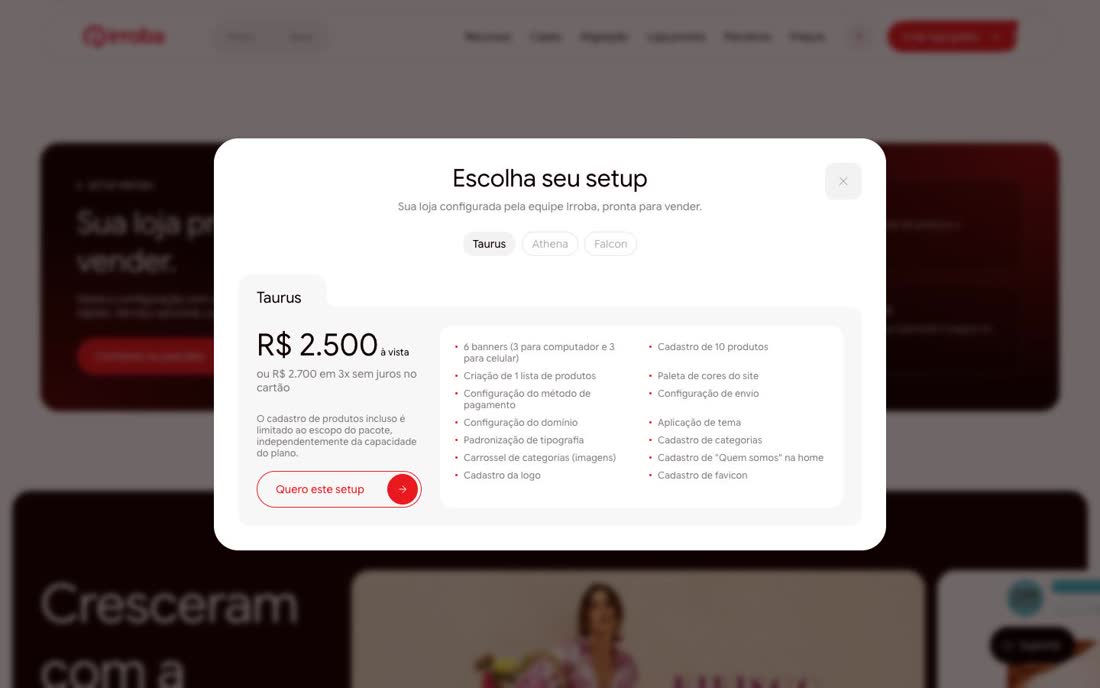 irroba
Sua loja pr
vender.
Escolha seu setup
Sua loja configurada pela equipe Irroba, pronta para vender.
Taurus
Athena
Falcon
Taurus
R$ 2.500 à vista
ou R$ 2.700 em 3x sem juros no
cartão
O cadastro de produtos incluso é
limitado ao escopo do pacote,
independentemente da capacidade
do plano.
Quero este setup
• 6 banners (3 para computador e 3
para celular)
• Cadastro de 10 produtos
• Criação de 1 lista de produtos
• Paleta de cores do site
• Configuração do método de
pagamento
• Configuração de envio
• Configuração do domínio
• Aplicação de tema
• Padronização de tipografia
• Cadastro de categorias
• Carrossel de categorias (imagens)
• Cadastro de "Quem somos" na home
• Cadastro da logo
• Cadastro de favicon
Cresceram
com a